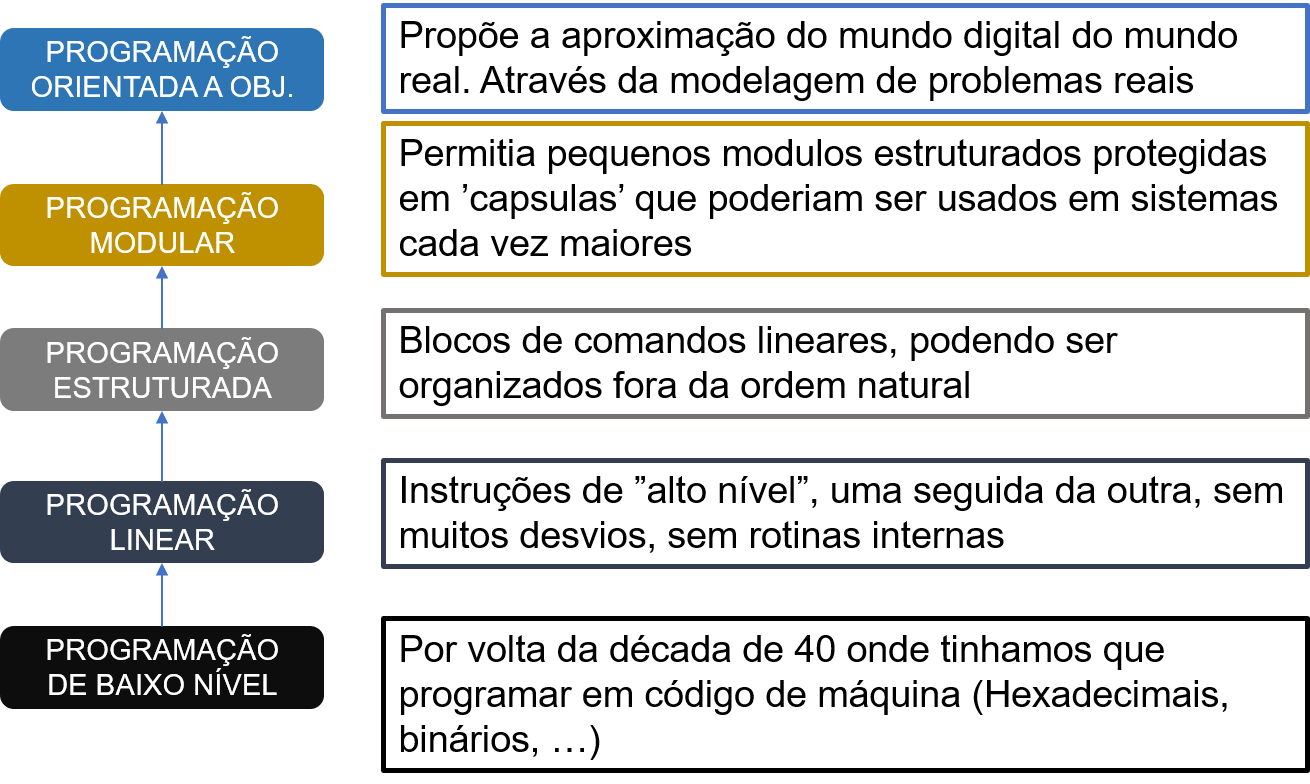 PROGRAMAÇÃO
ORIENTADA A OBJ.
Propõe a aproximação do mundo digital do mundo
real. Através da modelagem de problemas reais
PROGRAMAÇÃO
MODULAR
Permitia pequenos modulos estruturados protegidas
em ’capsulas’ que poderiam ser usados em sistemas
cada vez maiores
PROGRAMAÇÃO
ESTRUTURADA
Blocos de comandos lineares, podendo ser
organizados fora da ordem natural
PROGRAMAÇÃO
LINEAR
Instruções de ”alto nível”, uma seguida da outra, sem
muitos desvios, sem rotinas internas
PROGRAMAÇÃO
DE BAIXO NÍVEL
Por volta da década de 40 onde tinhamos que
programar em código de máquina (Hexadecimais,
binários, …)